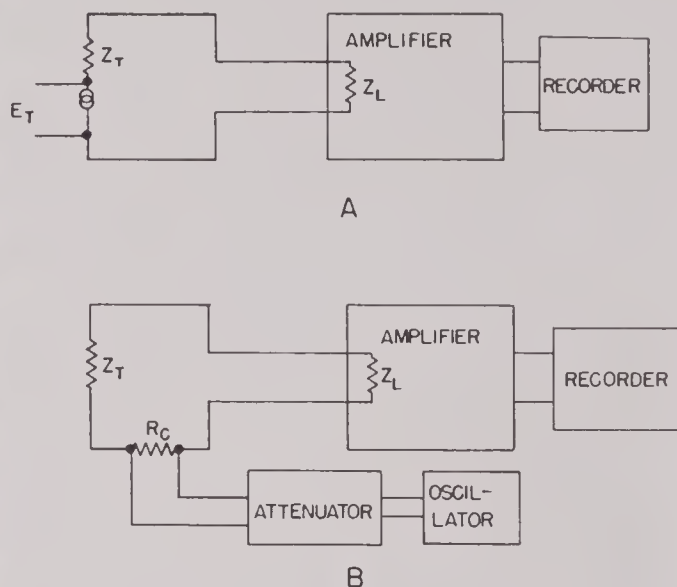 AMPLIFIER
Z_T
E_T
Z_L
RECORDER
A
AMPLIFIER
Z_T
Z_L
RECORDER
R_C
ATTENUATOR
OSCIL-
LATOR
B